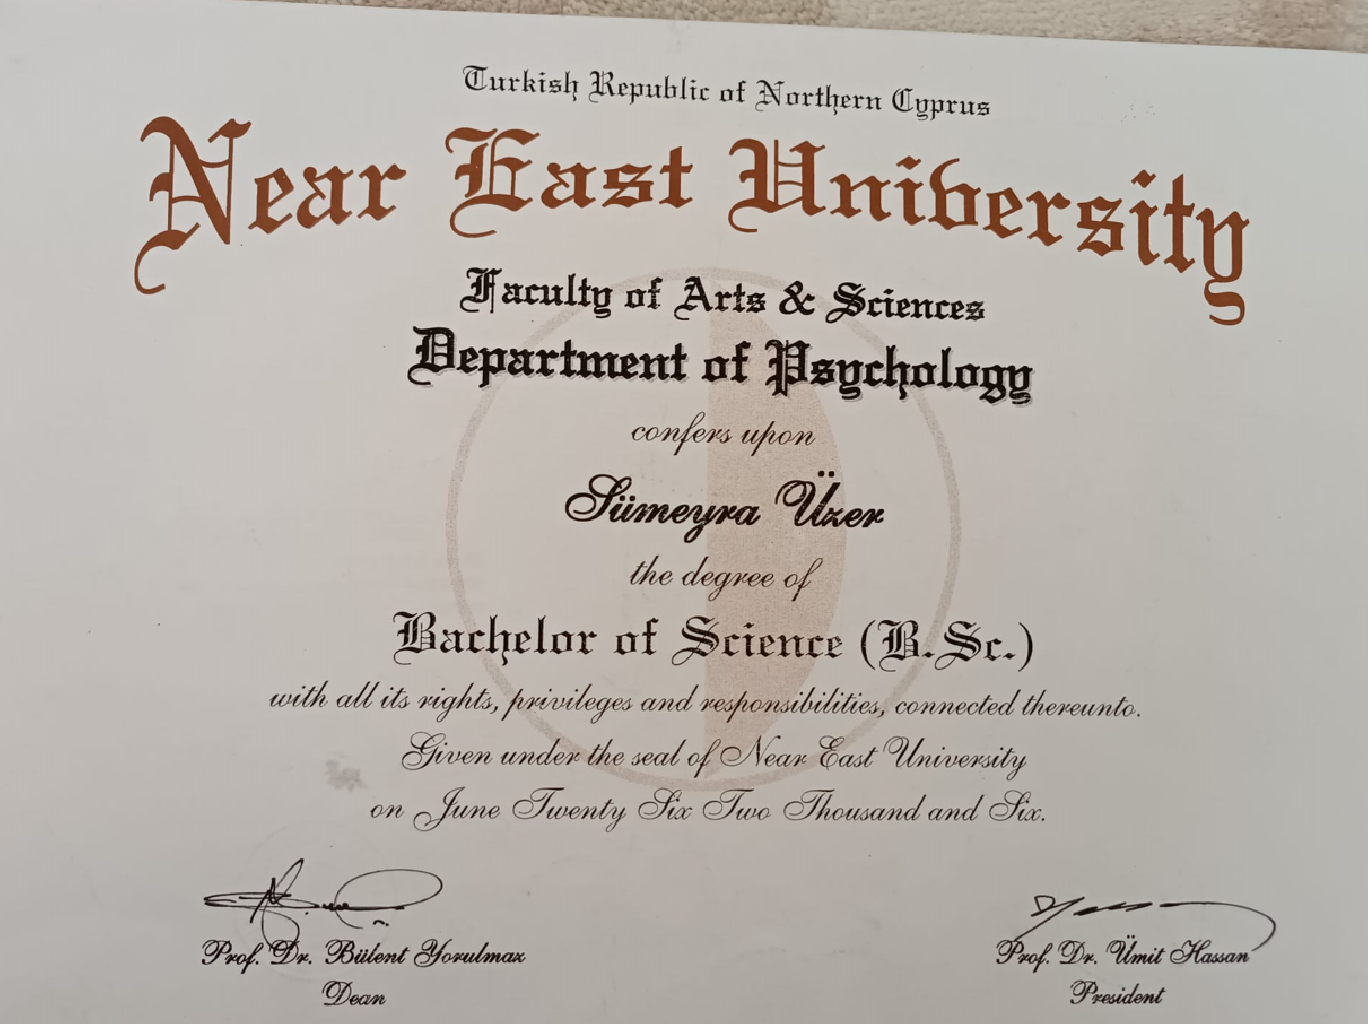 Turkish Republic of Northern Cyprus
Near East University
Faculty of Arts & Sciences
Department of Psychology
confers upon
Sümeyra Üzer
the degree of
Bachelor of Science (B.Sc.)
with all its rights, privileges and responsibilities, connected thereunto.
Given under the seal of Near East University
on June Twenty Six Two Thousand and Six.
Prof. Dr. Bülent Yorulmaz
Dean
Prof. Dr. Ümit Hassan
President